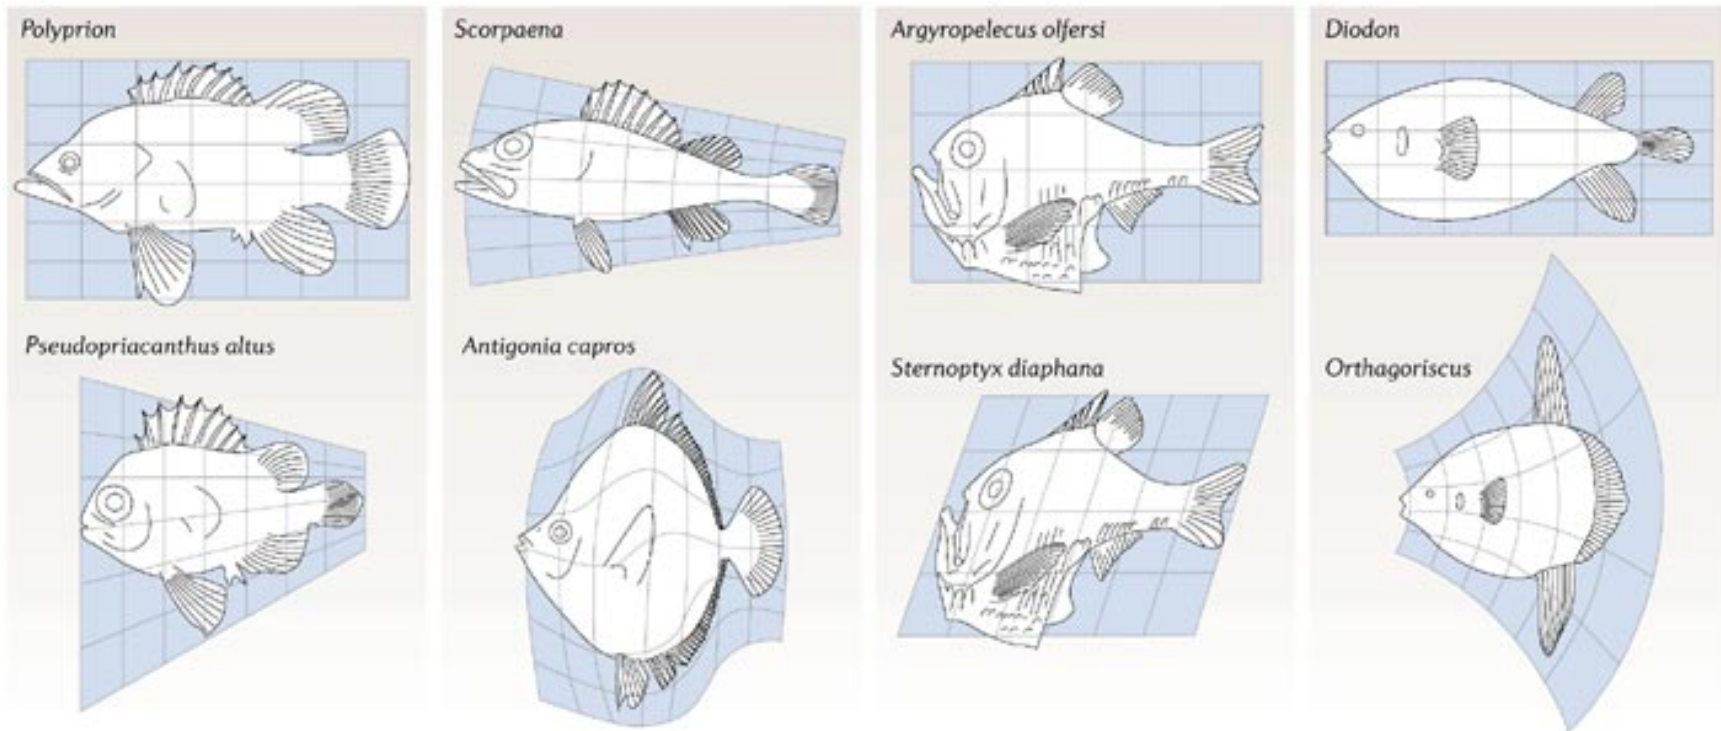 Polyprion
Scorpaena
Argyropelecus olfersi
Diodon
Pseudopriacanthus altus
Antigonia capros
Sternoptyx diaphana
Orthagoriscus